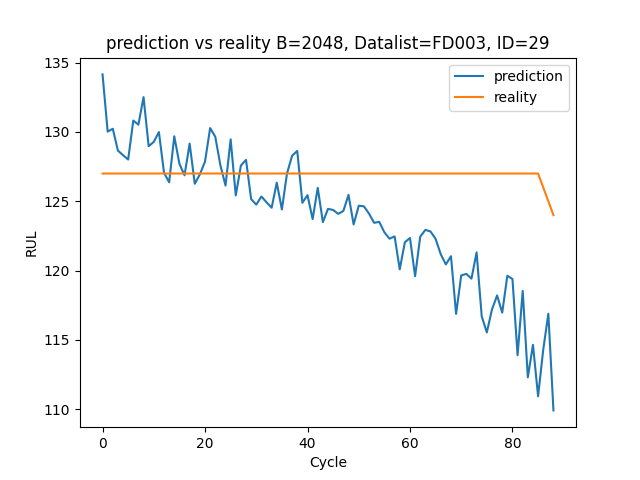 prediction vs reality B=2048, Datalist=FD003, ID=29
prediction
reality
135
130
125
120
115
110
RUL
0 20 40 60 80
Cycle